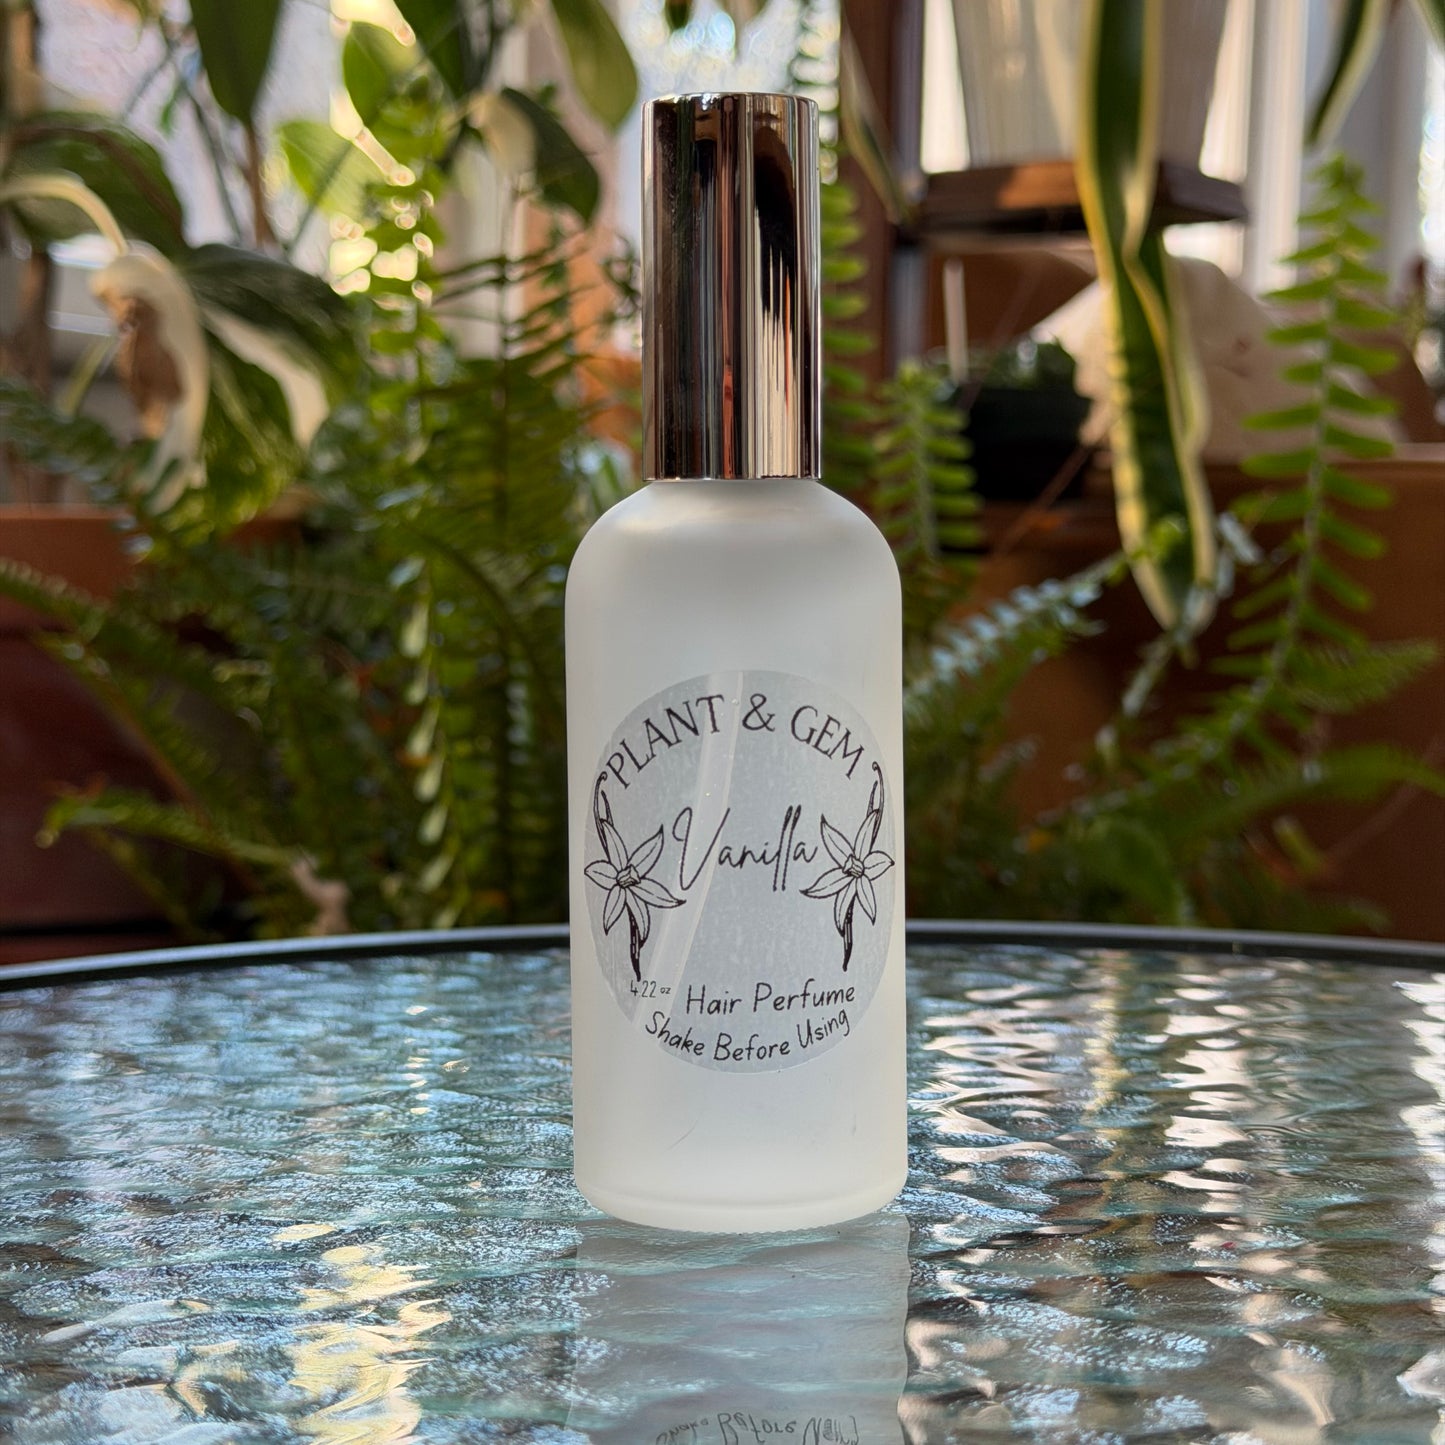 PLANT & GEM
Vanilla
4.22 oz
Hair Perfume
Shake Before Using